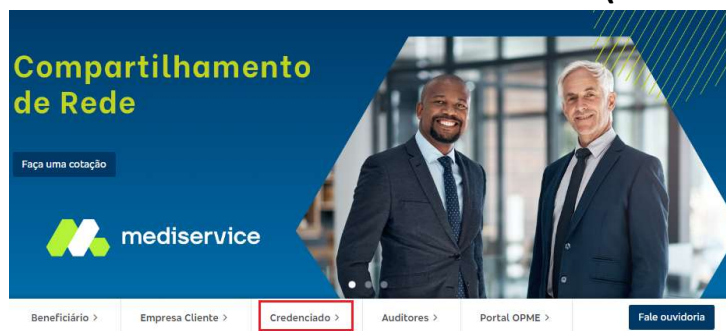 Compartilhamento
de Rede
Faça uma cotação
mediservice
Beneficiário >
Empresa Cliente >
Credenciado >
Auditores >
Portal OPME >
Fale ouvidoria